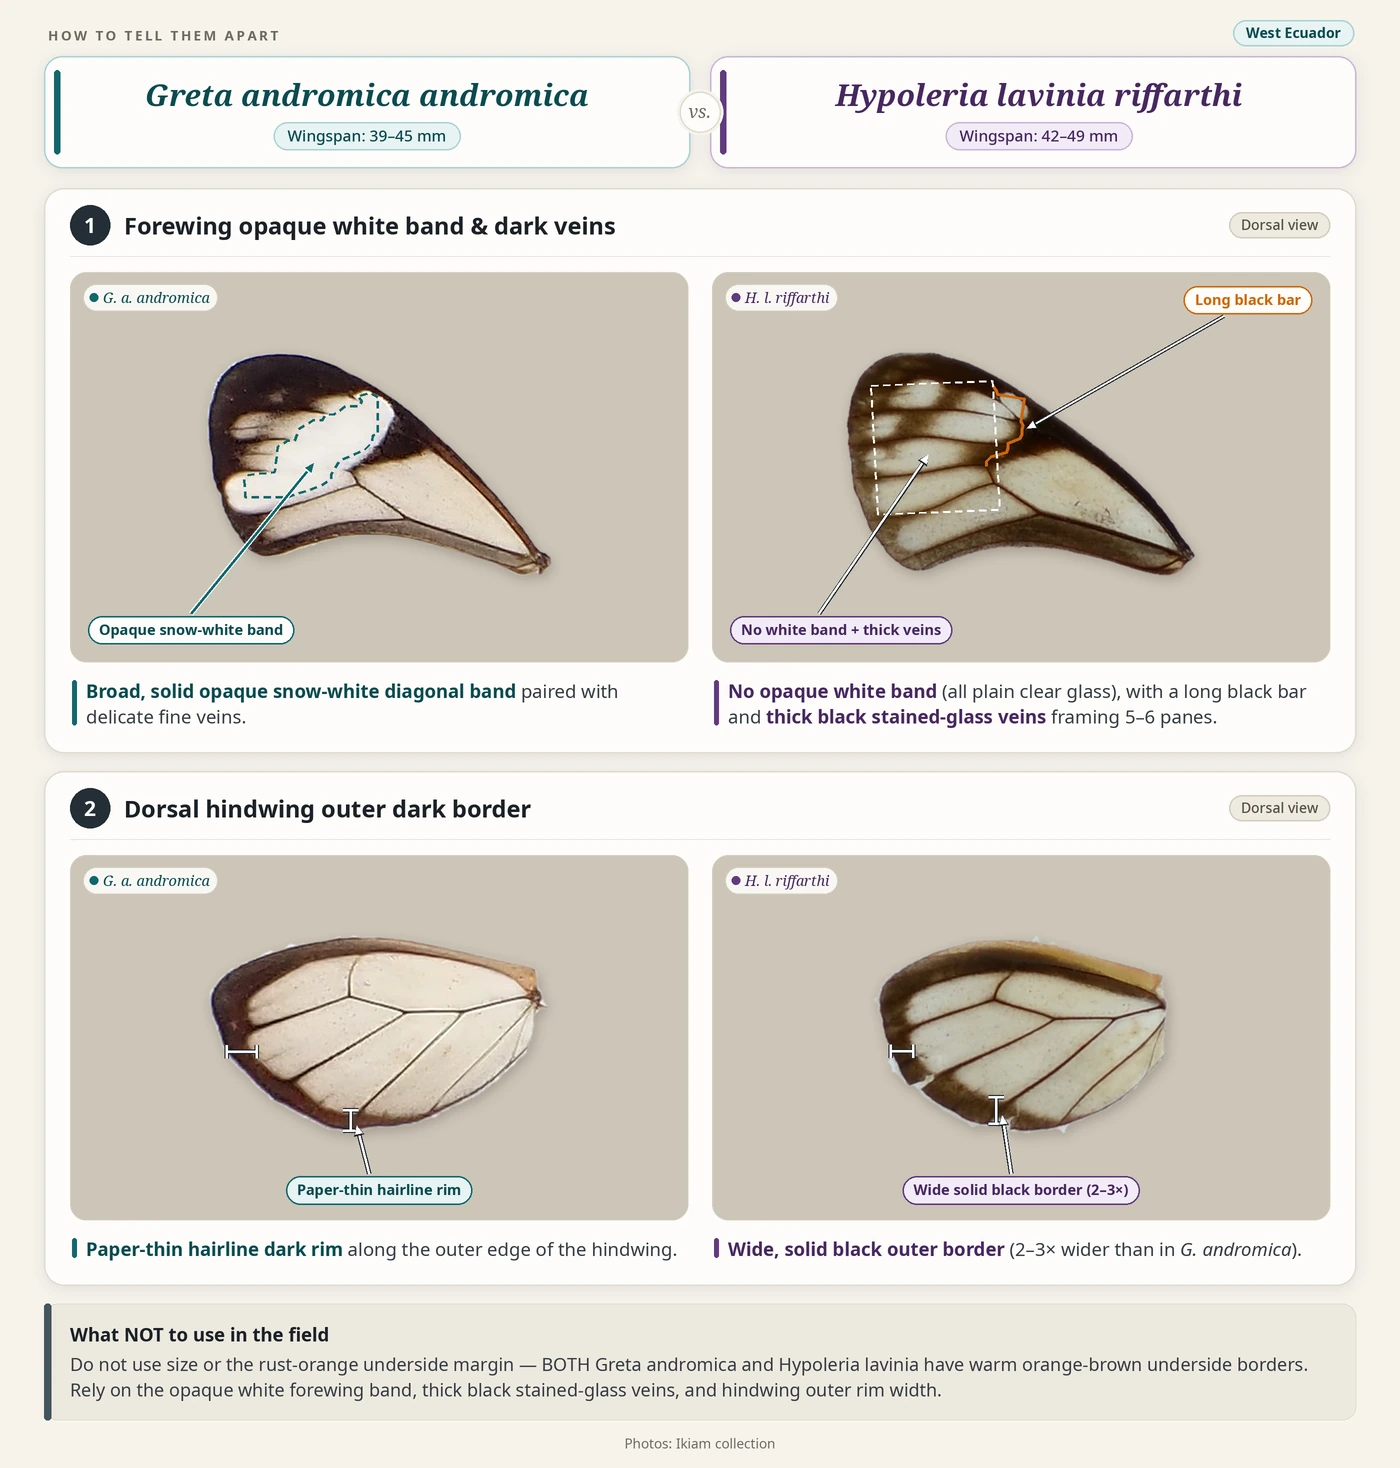 HOW TO TELL THEM APART
West Ecuador
Greta andromica andromica
Wingspan: 39–45 mm
vs.
Hypoleria lavinia riffarthi
Wingspan: 42–49 mm
1 Forewing opaque white band & dark veins
Dorsal view
G. a. andromica
Opaque snow-white band
H. l. riffarthi
Long black bar
No white band + thick veins
Broad, solid opaque snow-white diagonal band paired with
delicate fine veins.
No opaque white band (all plain clear glass), with a long black bar
and thick black stained-glass veins framing 5–6 panes.
2 Dorsal hindwing outer dark border
Dorsal view
G. a. andromica
Paper-thin hairline rim
H. l. riffarthi
Wide solid black border (2–3×)
Paper-thin hairline dark rim along the outer edge of the hindwing.
Wide, solid black outer border (2–3× wider than in G. andromica).
What NOT to use in the field
Do not use size or the rust-orange underside margin — BOTH Greta andromica and Hypoleria lavinia have warm orange-brown underside borders.
Rely on the opaque white forewing band, thick black stained-glass veins, and hindwing outer rim width.
Photos: Ikiam collection